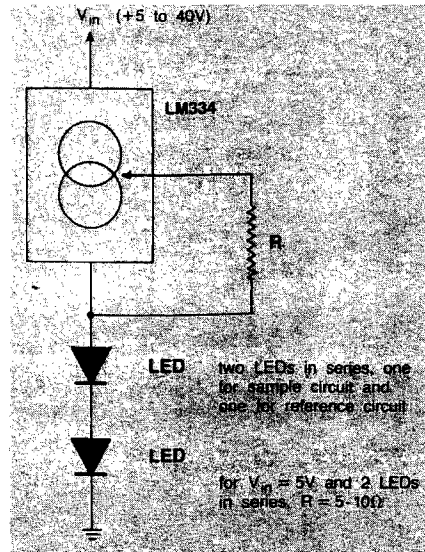 V_in (+5 to 40V)
LM334
R
LED
two LEDs in series, one
for sample circuit and
one for reference circuit
LED
for V_in = 5V and 2 LEDs
in series, R = 5-10Ω